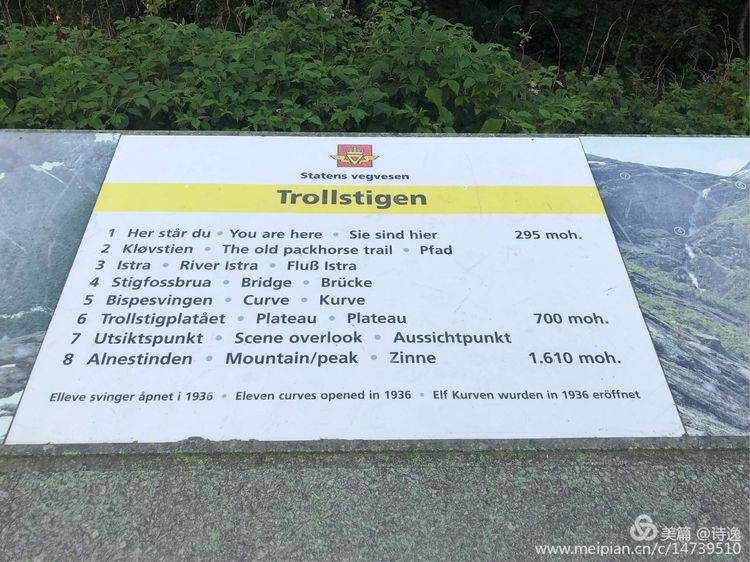 Statens vegvesen
Trollstigen
1 Her står du • You are here • Sie sind hier 295 moh.
2 Kløvstien • The old packhorse trail • Pfad
3 Istra • River Istra • Fluß Istra
4 Stigfossbrua • Bridge • Brücke
5 Bispesvingen • Curve • Kurve
6 Trollstigplatået • Plateau • Plateau 700 moh.
7 Utsiktspunkt • Scene overlook • Aussichtpunkt
8 Alnestinden • Mountain/peak • Zinne 1.610 moh.
Elleve svinger åpnet i 1936 • Eleven curves opened in 1936 • Elf Kurven wurden in 1936 eröffnet
美篇 @诗逸
www.meipian.cn/c/14739510